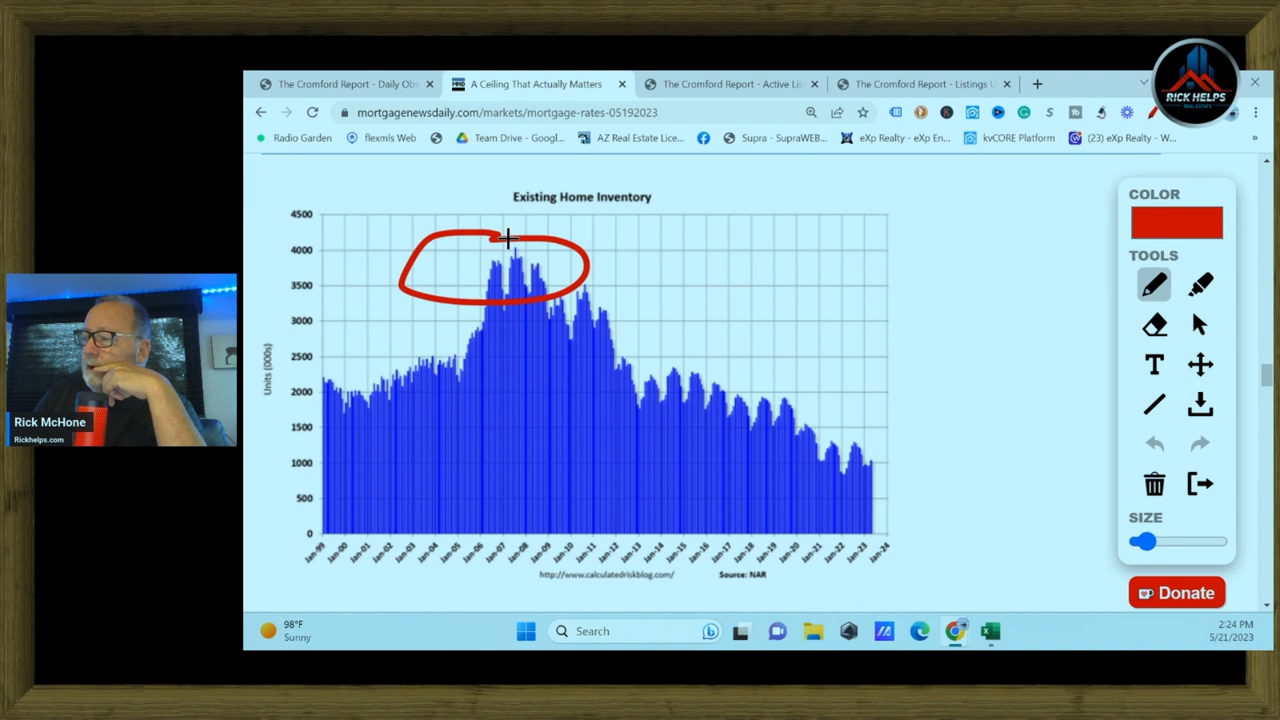 RICK HELPS
REAL ESTATE
The Cromford Report - Daily Ob
A Ceiling That Actually Matters
The Cromford Report - Active Li
The Cromford Report - Listings
mortgagenewsdaily.com/markets/mortgage-rates-05192023
Radio Garden
flexmls Web
Team Drive - Googl...
AZ Real Estate Lice...
Supra - SupraWEB...
eXp Realty - eXp En...
kvCORE Platform
(23) eXp Realty - W...
»
Existing Home Inventory
4500
4000
3500
3000
2500
2000
1500
1000
500
0
Units (000s)
Jan-99 Jan-00 Jan-01 Jan-02 Jan-03 Jan-04 Jan-05 Jan-06 Jan-07 Jan-08 Jan-09 Jan-10 Jan-11 Jan-12 Jan-13 Jan-14 Jan-15 Jan-16 Jan-17 Jan-18 Jan-19 Jan-20 Jan-21 Jan-22 Jan-23 Jan-24
http://www.calculatedriskblog.com/
Source: NAR
COLOR
TOOLS
T
SIZE
Donate
Rick McHone
Rickhelps.com
98°F
Sunny
Search
2:24 PM
5/21/2023